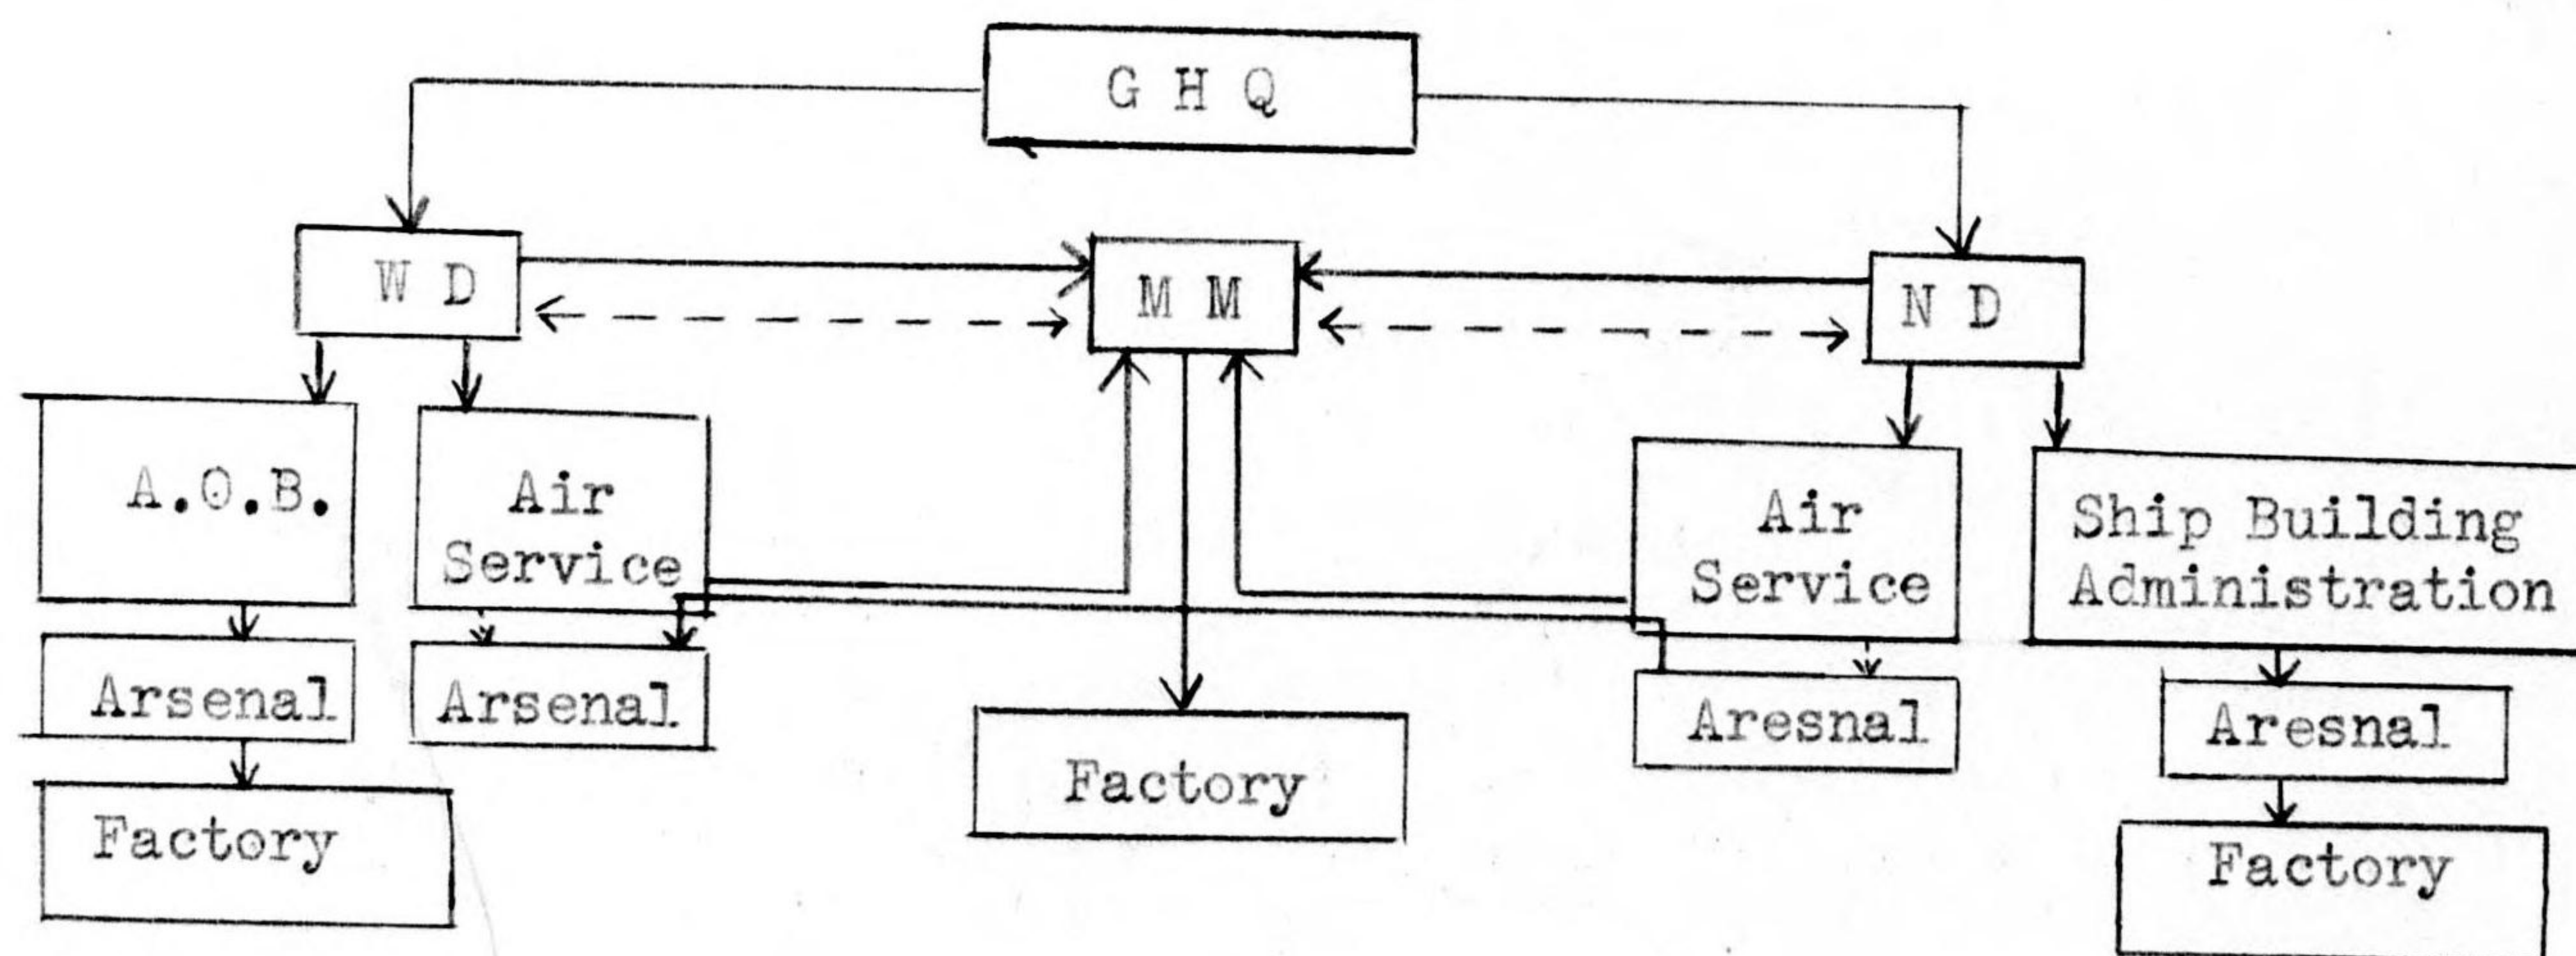 G H Q
W D
M M
N D
A.O.B.
Air
Service
Air
Service
Ship Building
Administration
Arsenal
Arsenal
Aresnal
Aresnal
Factory
Factory
Factory